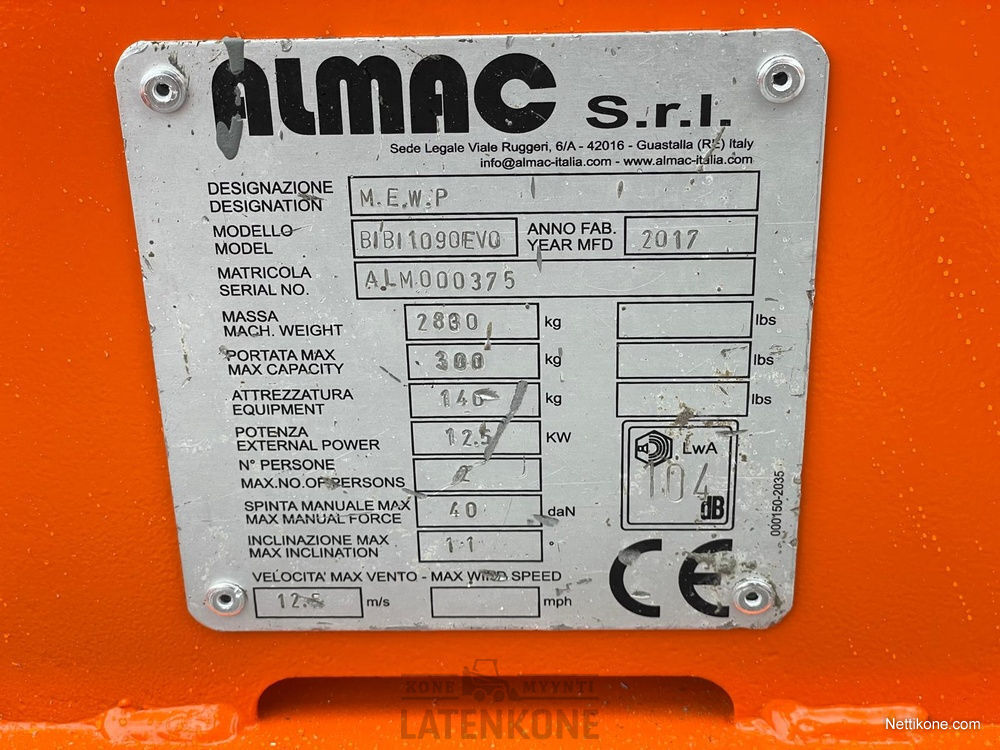 ALMAC S.r.l.
Sede Legale Viale Ruggeri, 6/A - 42016 - Guastalla (RE) Italy
info@almac-italia.com - www.almac-italia.com
DESIGNAZIONE
DESIGNATION
M.E.W.P
MODELLO
MODEL
BIBI1090EVO
ANNO FAB.
YEAR MFD
2017
MATRICOLA
SERIAL NO.
ALM000375
MASSA
MACH. WEIGHT
2830 kg
lbs
PORTATA MAX
MAX CAPACITY
300 kg
lbs
ATTREZZATURA
EQUIPMENT
kg
lbs
POTENZA
EXTERNAL POWER
12.5 KW
N° PERSONE
MAX.NO.OF PERSONS
2
SPINTA MANUALE MAX
MAX MANUAL FORCE
40 daN
INCLINAZIONE MAX
MAX INCLINATION
11 °
LwA
104
dB
000150-2035
CE
VELOCITA' MAX VENTO - MAX WIND SPEED
12.5 m/s
mph
KONE MYYNTI
LATENKONE
Nettikone.com